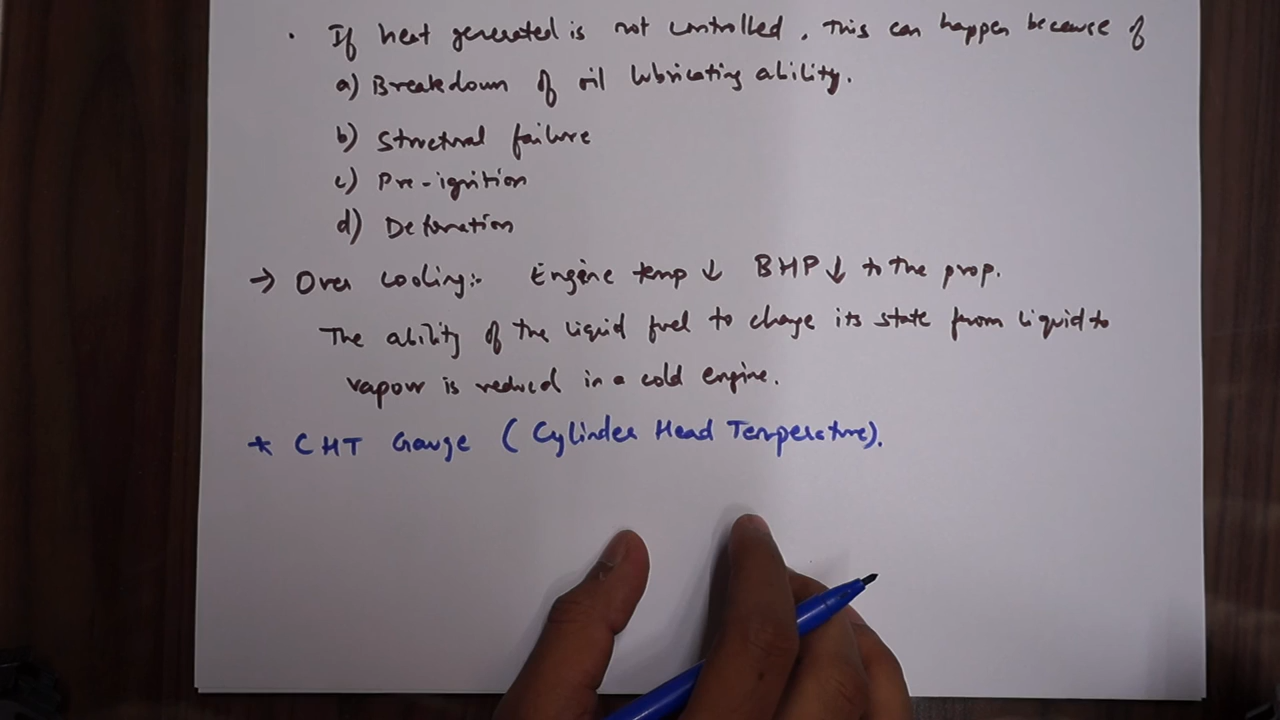 · If heat generated is not controlled, this can happen because of
a) Breakdown of oil lubricating ability.
b) Structural failure
c) Pre-ignition
d) Detonation
→ Over cooling:- Engine temp ↓ BHP ↓ to the prop.
The ability of the liquid fuel to change its state from liquid to
vapour is reduced in a cold engine.
* CHT Gauge (Cylinder Head Temperature).